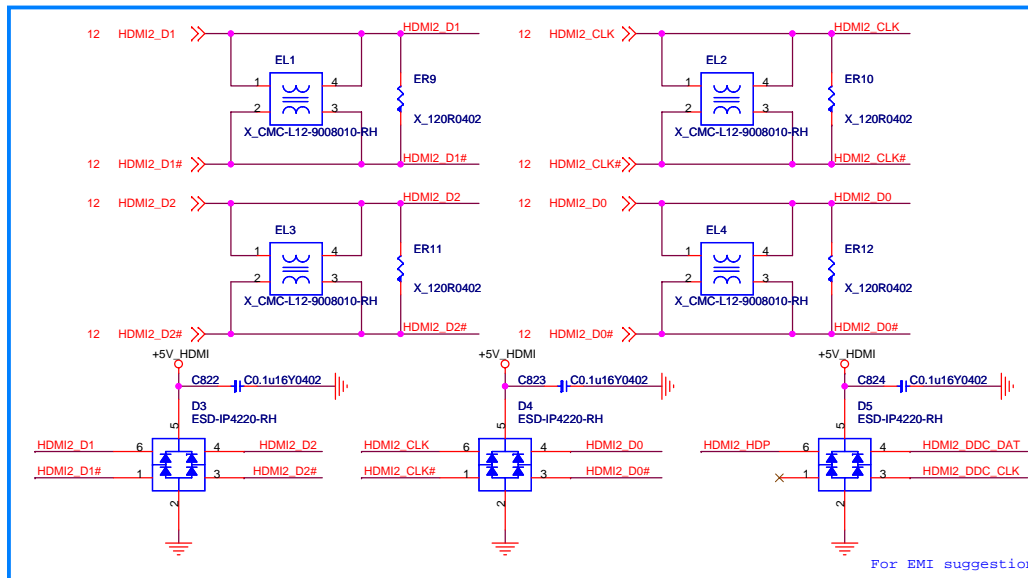 12 HDMI2_D1 HDMI2_D1 12 HDMI2_CLK HDMI2_CLK
EL1 EL2
1 4 ER9 1 4 ER10
2 3 2 3
X_CMC-L12-9008010-RH X_120R0402 X_CMC-L12-9008010-RH X_120R0402
12 HDMI2_D1# HDMI2_D1# 12 HDMI2_CLK# HDMI2_CLK#
12 HDMI2_D2 HDMI2_D2 12 HDMI2_D0 HDMI2_D0
EL3 EL4
1 4 ER11 1 4 ER12
2 3 2 3
X_CMC-L12-9008010-RH X_120R0402 X_CMC-L12-9008010-RH X_120R0402
12 HDMI2_D2# HDMI2_D2# 12 HDMI2_D0# HDMI2_D0#
+5V_HDMI +5V_HDMI +5V_HDMI
C822 C0.1u16Y0402 C823 C0.1u16Y0402 C824 C0.1u16Y0402
D3 D4 D5
ESD-IP4220-RH ESD-IP4220-RH ESD-IP4220-RH
5 5 5
HDMI2_D1 6 4 HDMI2_D2 HDMI2_CLK 6 4 HDMI2_D0 HDMI2_HDP 6 4 HDMI2_DDC_DAT
HDMI2_D1# 1 3 HDMI2_D2# HDMI2_CLK# 1 3 HDMI2_D0# 1 3 HDMI2_DDC_CLK
2 2 2
For EMI suggestion